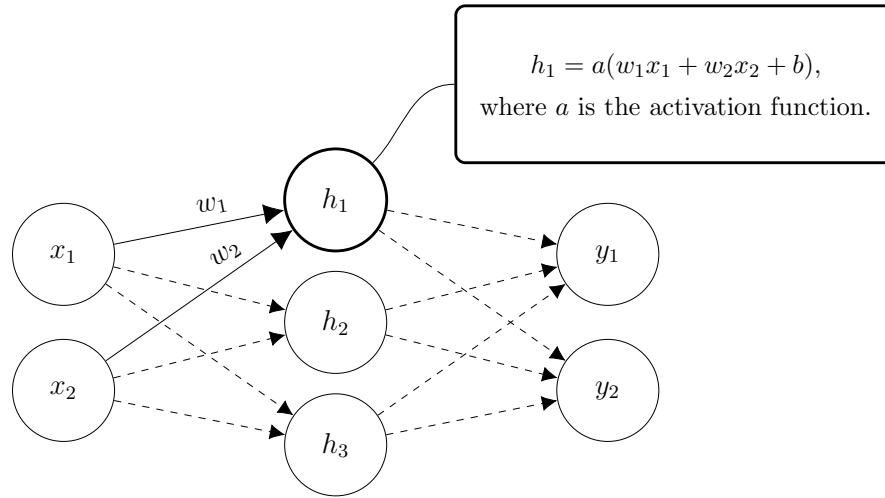 h₁ = a(w₁x₁ + w₂x₂ + b),
where a is the activation function.
w₁
h₁
x₁
w₂
y₁
h₂
x₂
y₂
h₃